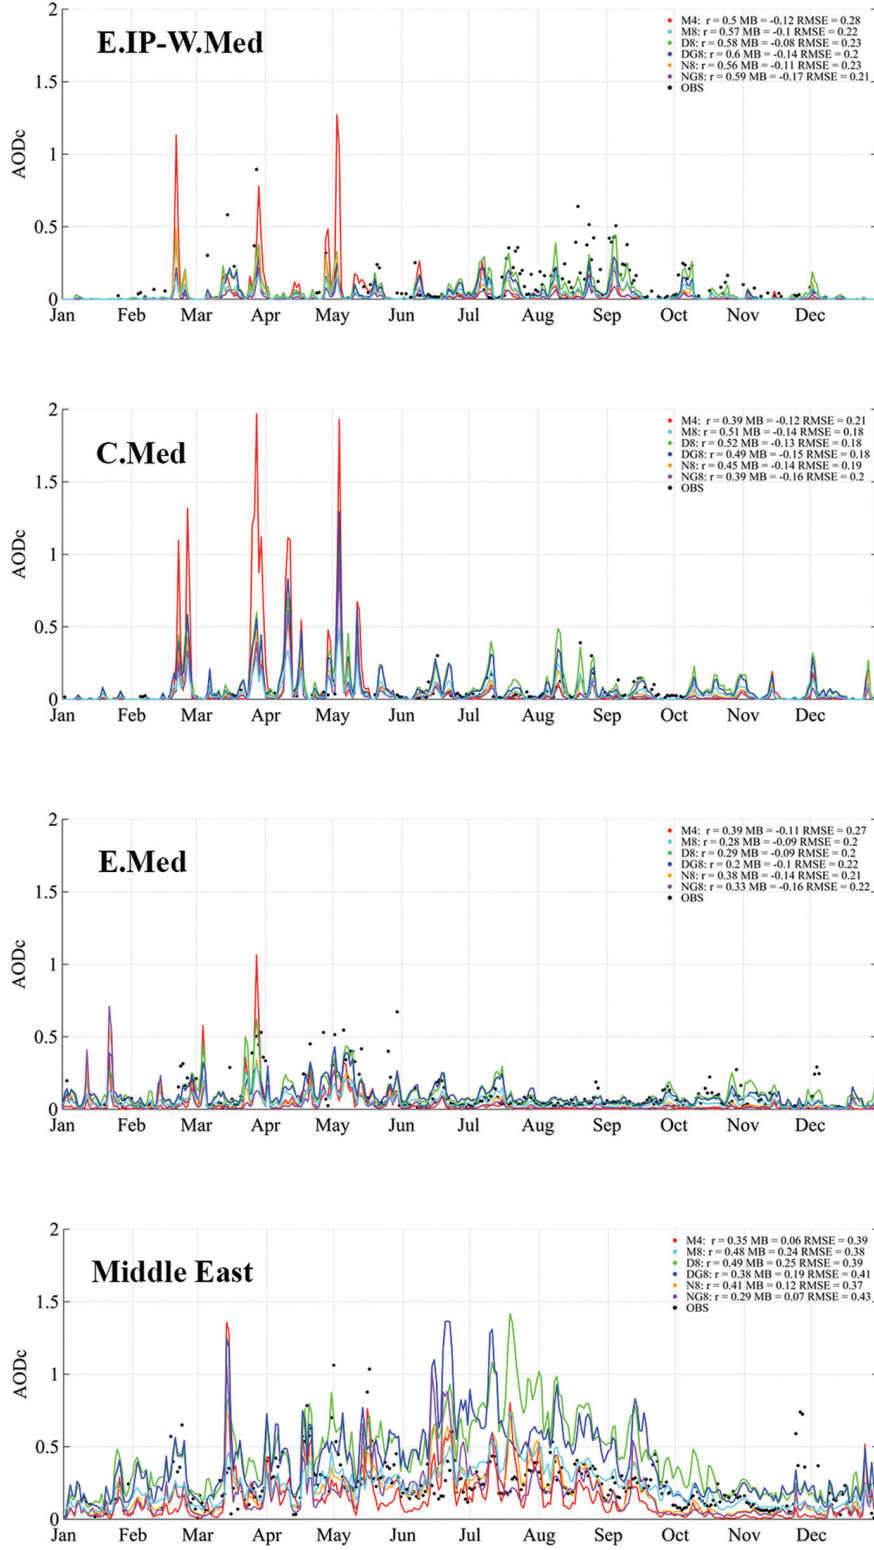 E.IP-W.Med
M4: r = 0.5 MB = -0.12 RMSE = 0.28
M8: r = 0.57 MB = -0.1 RMSE = 0.22
D8: r = 0.58 MB = -0.08 RMSE = 0.23
DG8: r = 0.6 MB = -0.14 RMSE = 0.2
N8: r = 0.56 MB = -0.11 RMSE = 0.23
NG8: r = 0.59 MB = -0.17 RMSE = 0.21
OBS
AODc
2
1.5
1
0.5
0
Jan Feb Mar Apr May Jun Jul Aug Sep Oct Nov Dec
C.Med
M4: r = 0.39 MB = -0.12 RMSE = 0.21
M8: r = 0.51 MB = -0.14 RMSE = 0.18
D8: r = 0.52 MB = -0.13 RMSE = 0.18
DG8: r = 0.49 MB = -0.15 RMSE = 0.18
N8: r = 0.45 MB = -0.14 RMSE = 0.19
NG8: r = 0.39 MB = -0.16 RMSE = 0.2
OBS
AODc
2
1.5
1
0.5
0
Jan Feb Mar Apr May Jun Jul Aug Sep Oct Nov Dec
E.Med
M4: r = 0.39 MB = -0.11 RMSE = 0.27
M8: r = 0.28 MB = -0.09 RMSE = 0.2
D8: r = 0.29 MB = -0.09 RMSE = 0.2
DG8: r = 0.2 MB = -0.1 RMSE = 0.22
N8: r = 0.38 MB = -0.14 RMSE = 0.21
NG8: r = 0.33 MB = -0.16 RMSE = 0.22
OBS
AODc
2
1.5
1
0.5
0
Jan Feb Mar Apr May Jun Jul Aug Sep Oct Nov Dec
Middle East
M4: r = 0.35 MB = 0.06 RMSE = 0.39
M8: r = 0.48 MB = 0.24 RMSE = 0.38
D8: r = 0.49 MB = 0.25 RMSE = 0.39
DG8: r = 0.38 MB = 0.19 RMSE = 0.41
N8: r = 0.41 MB = 0.12 RMSE = 0.37
NG8: r = 0.29 MB = 0.07 RMSE = 0.43
OBS
AODc
2
1.5
1
0.5
0
Jan Feb Mar Apr May Jun Jul Aug Sep Oct Nov Dec